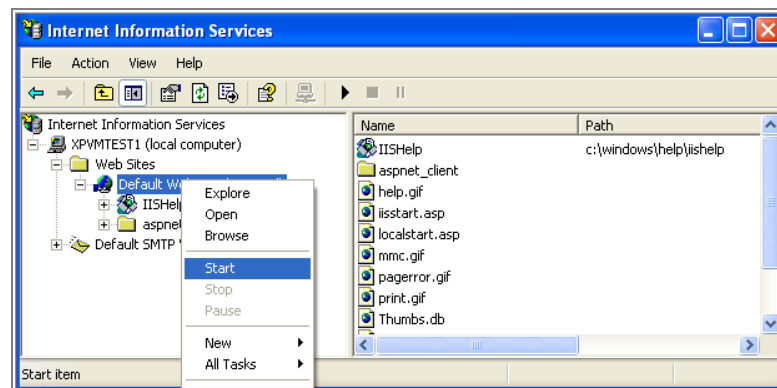 Internet Information Services
File Action View Help
Internet Information Services
XPVMTEST1 (local computer)
Web Sites
Default
IISHelp
Default SMTP
Explore
Open
Browse
Start
Stop
Pause
New
All Tasks
Name Path
IISHelp c:\windows\help\iishelp
aspnet_client
help.gif
iisstart.asp
localstart.asp
mmc.gif
pagerror.gif
print.gif
Thumbs.db
Start item